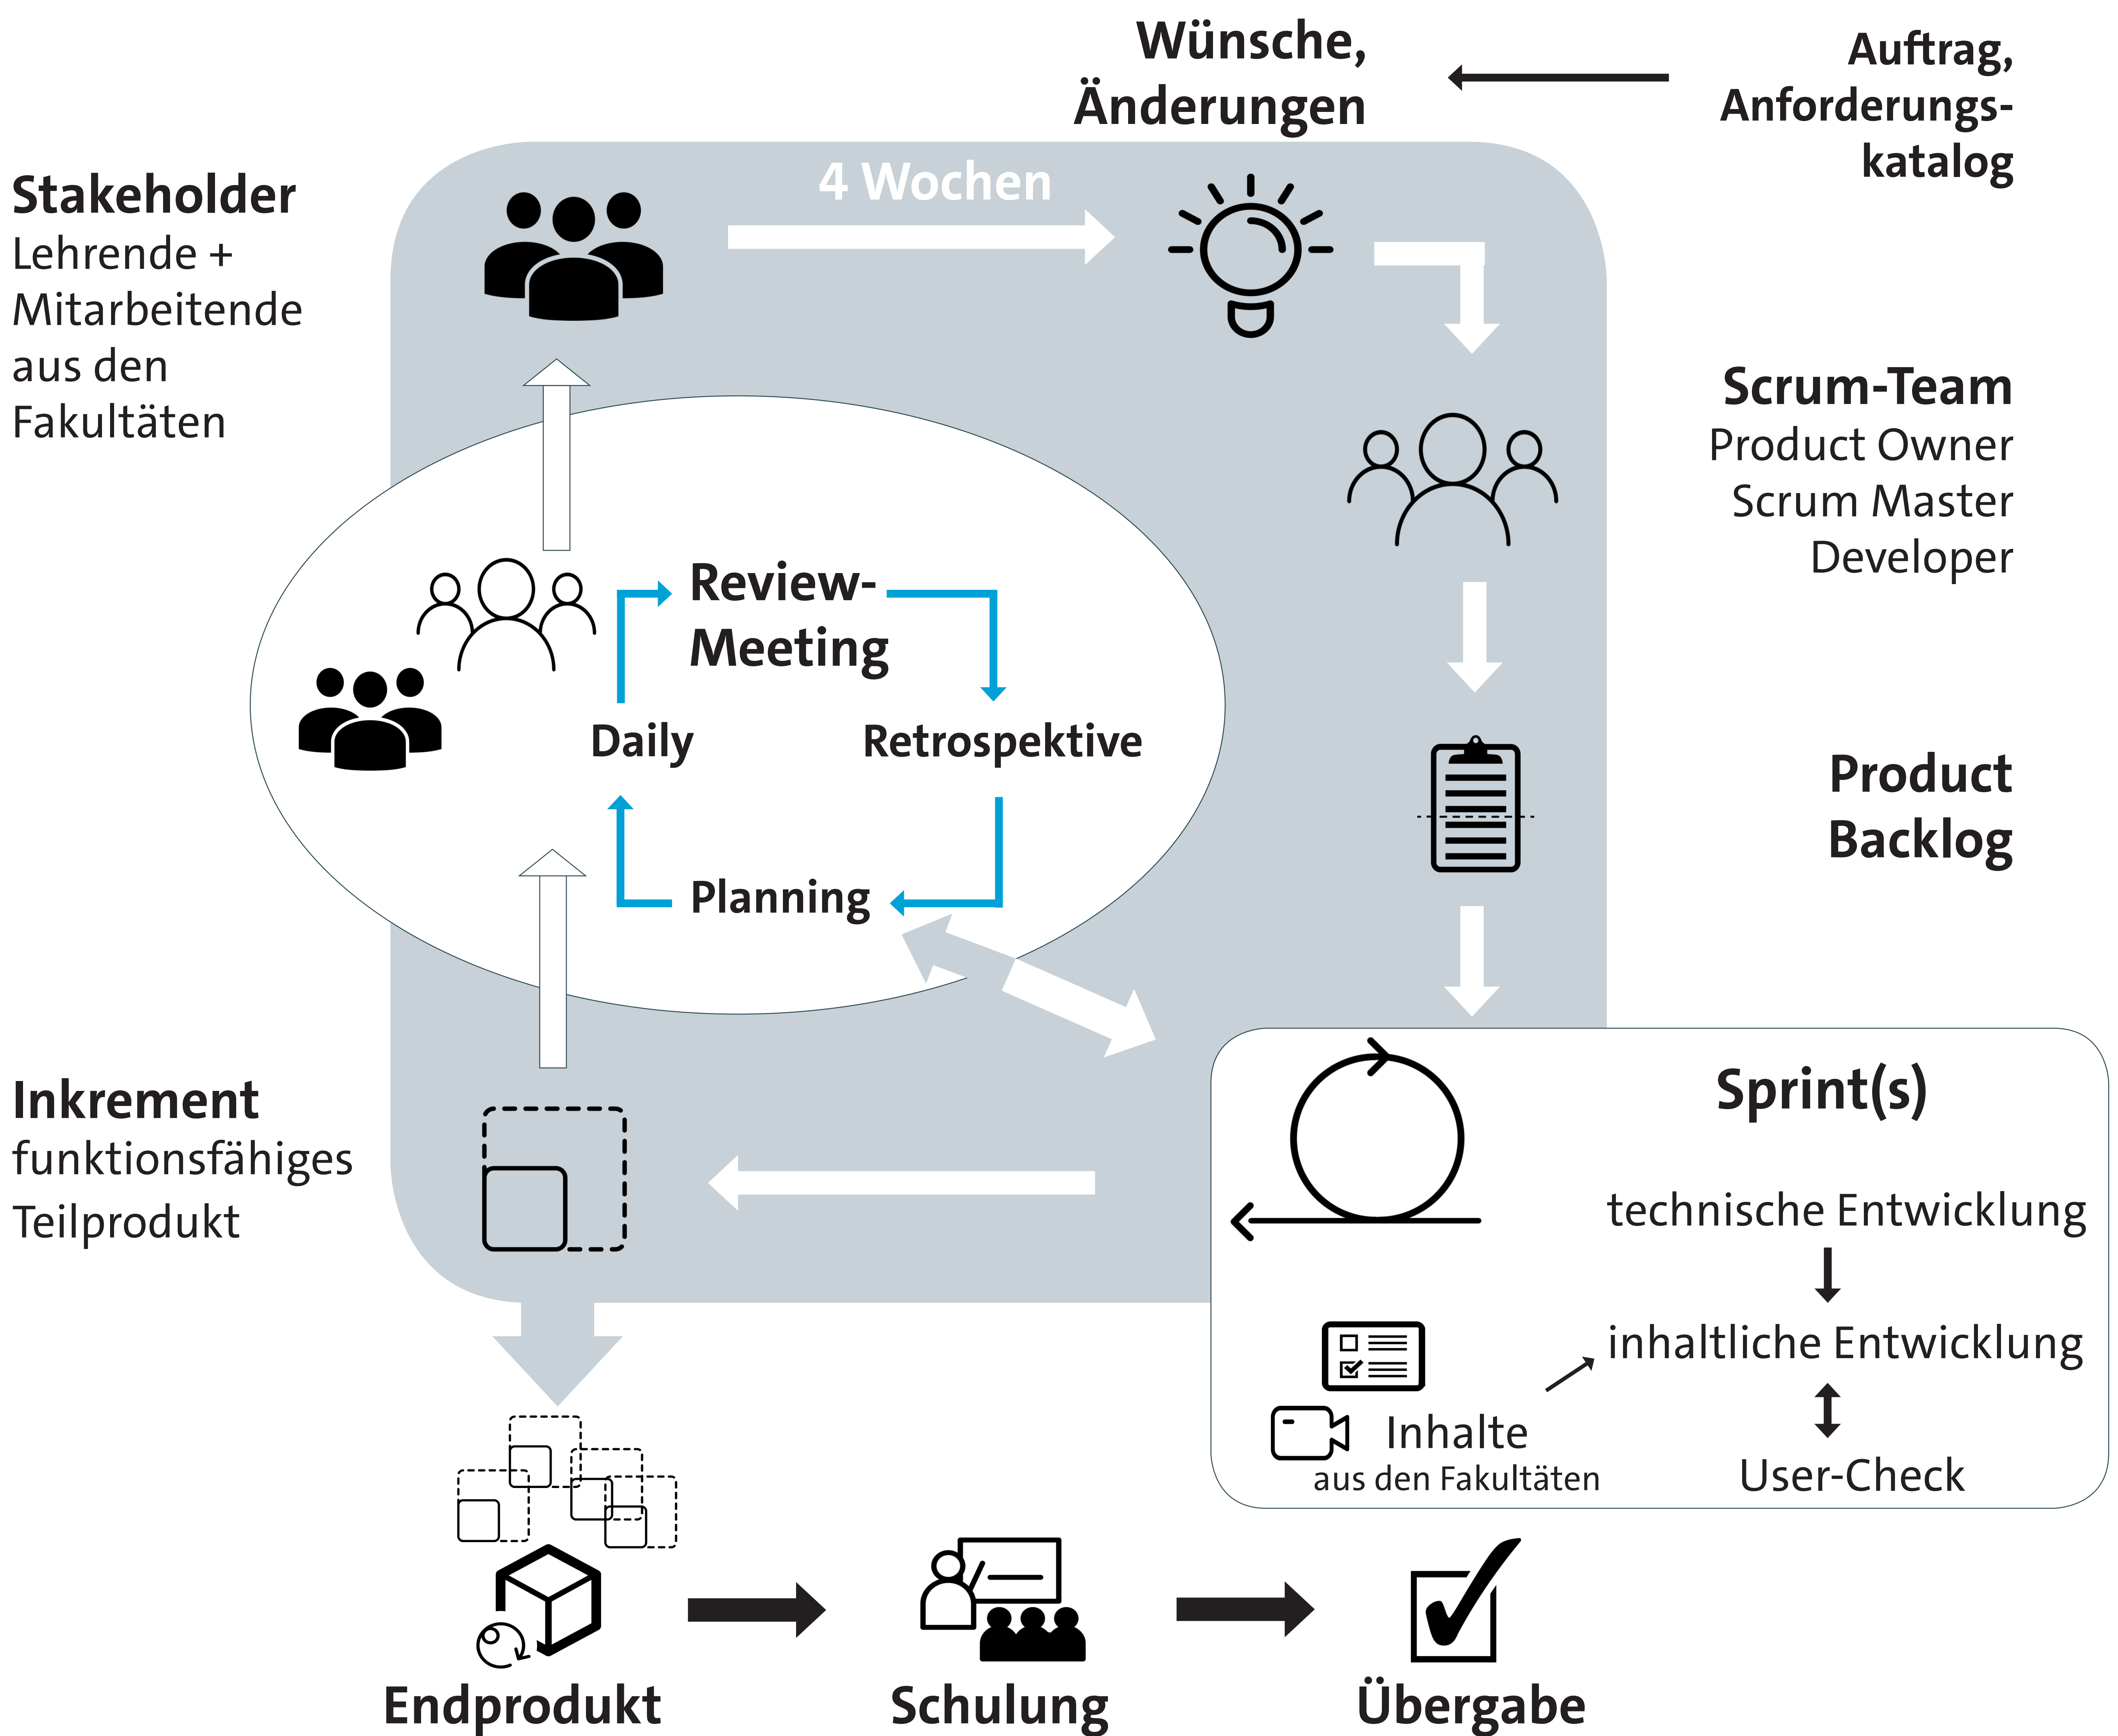 Wünsche,
Änderungen
Auftrag,
Anforderungs-
katalog
4 Wochen
Stakeholder
Lehrende +
Mitarbeitende
aus den
Fakultäten
Scrum-Team
Product Owner
Scrum Master
Developer
Review-
Meeting
Daily
Retrospektive
Planning
Product
Backlog
Inkrement
funktionsfähiges
Teilprodukt
Sprint(s)
technische Entwicklung
inhaltliche Entwicklung
Inhalte
aus den Fakultäten
User-Check
Endprodukt
Schulung
Übergabe